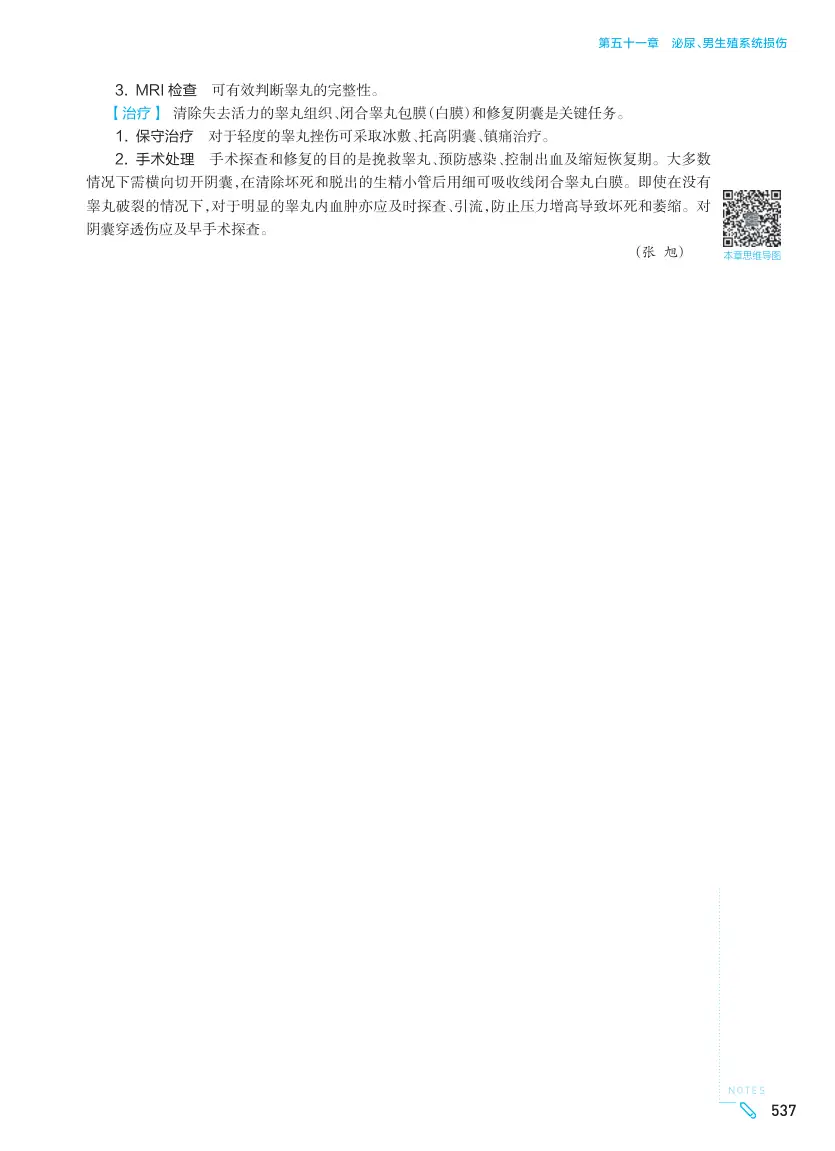 第五十一章　泌尿、男生殖系统损伤
3. MRI 检查　可有效判断睾丸的完整性。
【治疗】 清除失去活力的睾丸组织、闭合睾丸包膜(白膜)和修复阴囊是关键任务。
1. 保守治疗　对于轻度的睾丸挫伤可采取冰敷、托高阴囊、镇痛治疗。
2. 手术处理　手术探查和修复的目的是挽救睾丸、预防感染、控制出血及缩短恢复期。大多数
情况下需横向切开阴囊,在清除坏死和脱出的生精小管后用细可吸收线闭合睾丸白膜。即使在没有
睾丸破裂的情况下,对于明显的睾丸内血肿亦应及时探查、引流,防止压力增高导致坏死和萎缩。对
阴囊穿透伤应及早手术探查。
(张 旭)
本章思维导图
NOTES
537